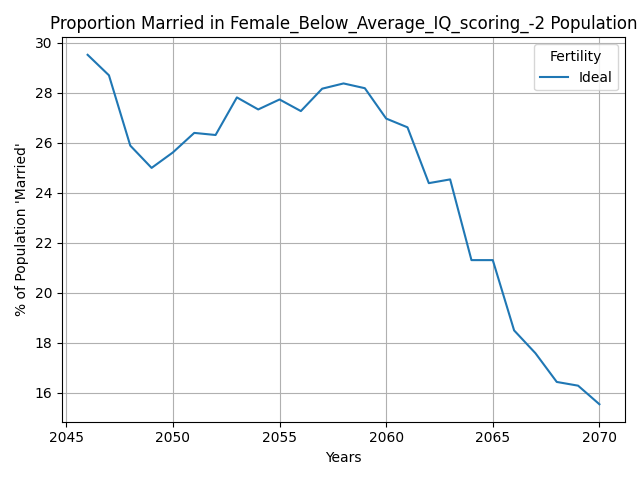 Proportion Married in Female_Below_Average_IQ_scoring_-2 Population
% of Population 'Married'
30
28
26
24
22
20
18
16
Fertility
Ideal
2045 2050 2055 2060 2065 2070
Years